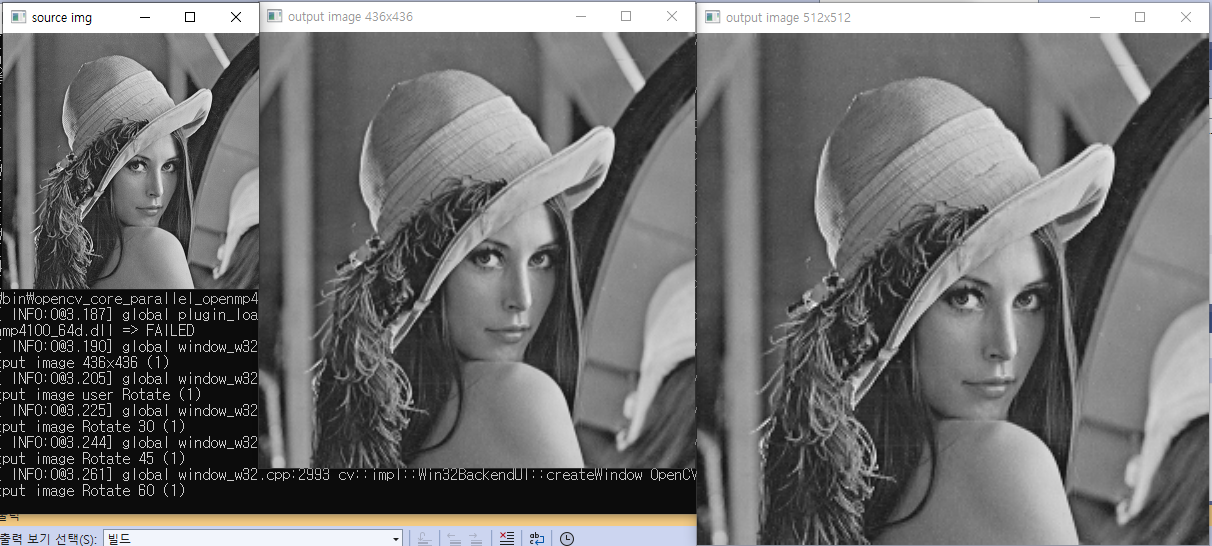 source img
output image 436x436
output image 512x512
₩bin₩opencv_core_parallel_openmp4
[ INFO:0@3.187] global plugin_loa
nmp4100_64d.dll => FAILED
[ INFO:0@3.190] global window_w32
tput image 436x436 (1)
[ INFO:0@3.205] global window_w32
tput image user Rotate (1)
[ INFO:0@3.225] global window_w32
tput image Rotate 30 (1)
[ INFO:0@3.244] global window_w32
tput image Rotate 45 (1)
[ INFO:0@3.261] global window_w32.cpp:2993 cv::impl::Win32BackendUI::createWindow OpenCV
tput image Rotate 60 (1)
출력
출력 보기 선택(S): 빌드